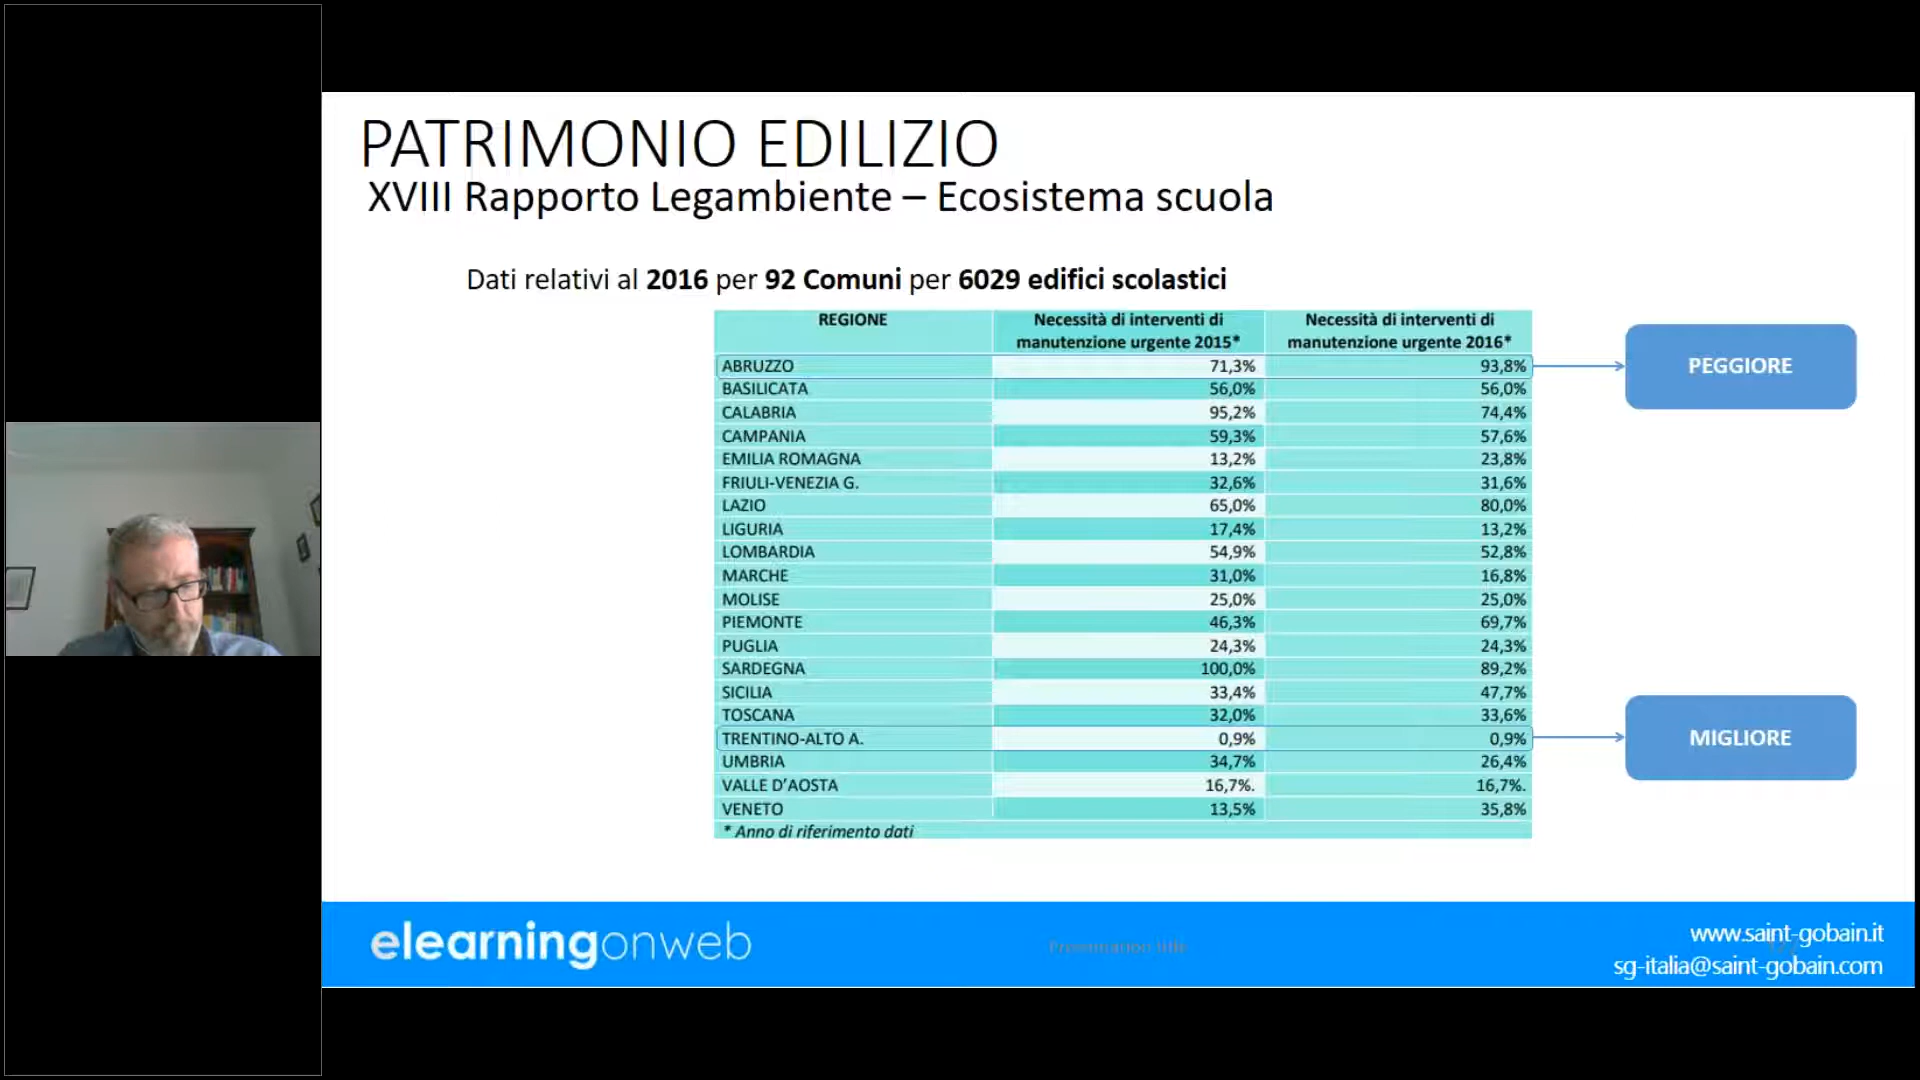 PATRIMONIO EDILIZIO
XVIII Rapporto Legambiente – Ecosistema scuola
Dati relativi al 2016 per 92 Comuni per 6029 edifici scolastici
REGIONE Necessità di interventi di manutenzione urgente 2015* Necessità di interventi di manutenzione urgente 2016*
ABRUZZO 71,3% 93,8%
BASILICATA 56,0% 56,0%
CALABRIA 95,2% 74,4%
CAMPANIA 59,3% 57,6%
EMILIA ROMAGNA 13,2% 23,8%
FRIULI-VENEZIA G. 32,6% 31,6%
LAZIO 65,0% 80,0%
LIGURIA 17,4% 13,2%
LOMBARDIA 54,9% 52,8%
MARCHE 31,0% 16,8%
MOLISE 25,0% 25,0%
PIEMONTE 46,3% 69,7%
PUGLIA 24,3% 24,3%
SARDEGNA 100,0% 89,2%
SICILIA 33,4% 47,7%
TOSCANA 32,0% 33,6%
TRENTINO-ALTO A. 0,9% 0,9%
UMBRIA 34,7% 26,4%
VALLE D'AOSTA 16,7%. 16,7%.
VENETO 13,5% 35,8%
* Anno di riferimento dati
PEGGIORE
MIGLIORE
elearningonweb
Presentation title
www.saint-gobain.it
sg-italia@saint-gobain.com